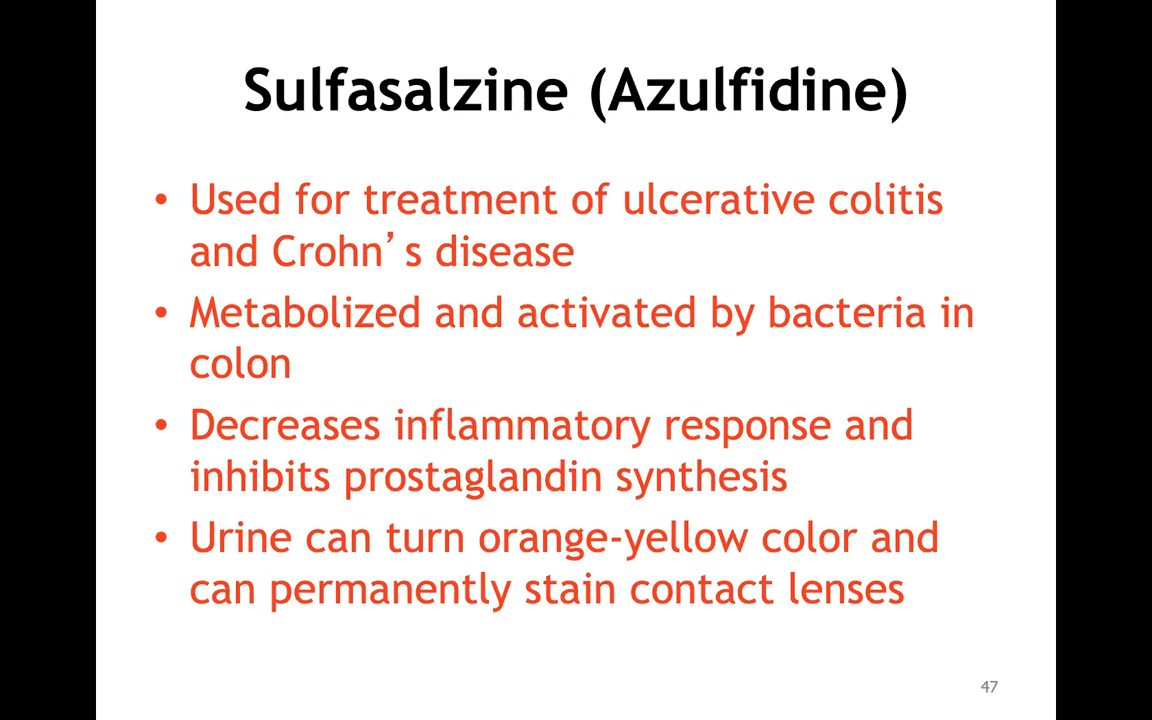 Sulfasalzine (Azulfidine)
• Used for treatment of ulcerative colitis
and Crohn’s disease
• Metabolized and activated by bacteria in
colon
• Decreases inflammatory response and
inhibits prostaglandin synthesis
• Urine can turn orange-yellow color and
can permanently stain contact lenses
47